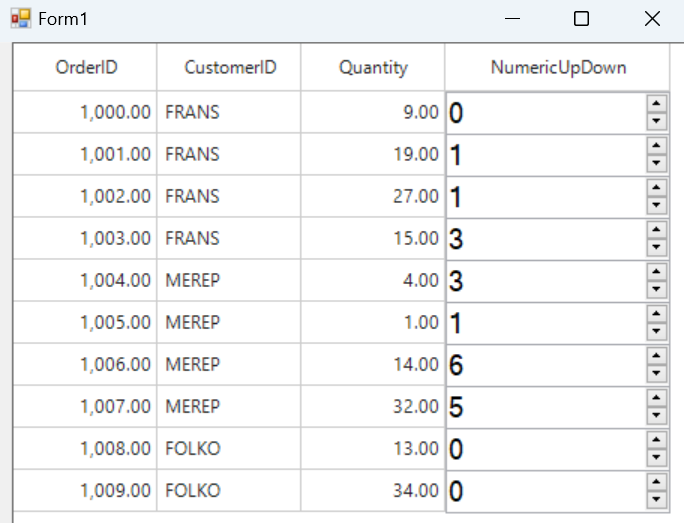 Form1
OrderID CustomerID Quantity NumericUpDown
1,000.00 FRANS 9.00 0
1,001.00 FRANS 19.00 1
1,002.00 FRANS 27.00 1
1,003.00 FRANS 15.00 3
1,004.00 MEREP 4.00 3
1,005.00 MEREP 1.00 1
1,006.00 MEREP 14.00 6
1,007.00 MEREP 32.00 5
1,008.00 FOLKO 13.00 0
1,009.00 FOLKO 34.00 0